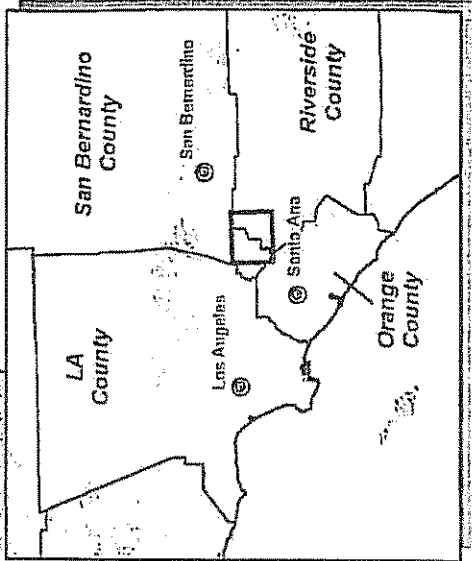 San Bernardino
County
San Bernardino
Riverside
County
LA
County
Los Angeles
Santa Ana
Orange
County